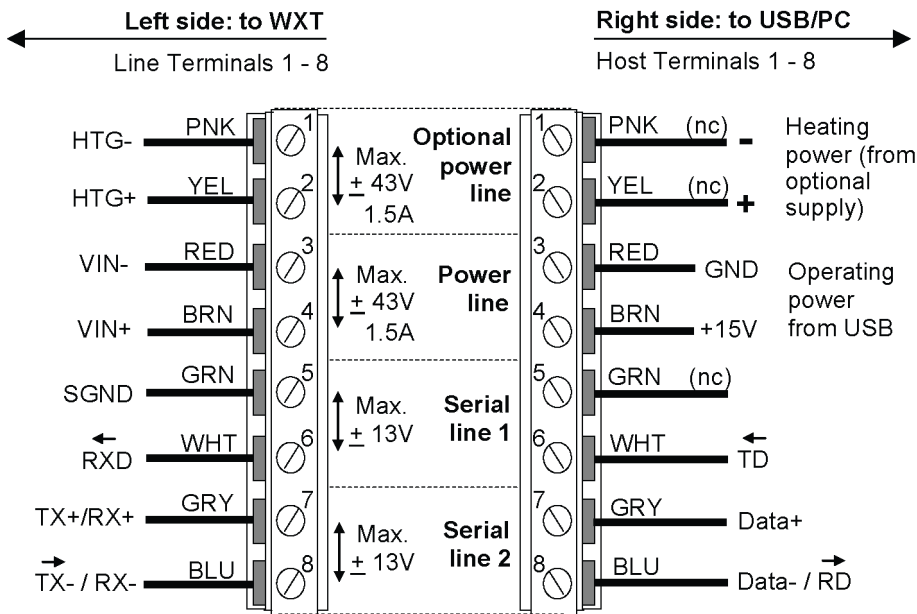 Left side: to WXT
Line Terminals 1 - 8
Right side: to USB/PC
Host Terminals 1 - 8
HTG- PNK 1
HTG+ YEL 2
VIN- RED 3
VIN+ BRN 4
SGND GRN 5
RXD WHT 6
TX+/RX+ GRY 7
TX- / RX- BLU 8
Max.
± 43V
1.5A
Optional
power
line
Max.
± 43V
1.5A
Power
line
Max.
± 13V
Serial
line 1
Max.
± 13V
Serial
line 2
1 PNK (nc) -
2 YEL (nc) +
Heating
power (from
optional
supply)
3 RED GND
4 BRN +15V
Operating
power
from USB
5 GRN (nc)
6 WHT TD
7 GRY Data+
8 BLU Data- / RD